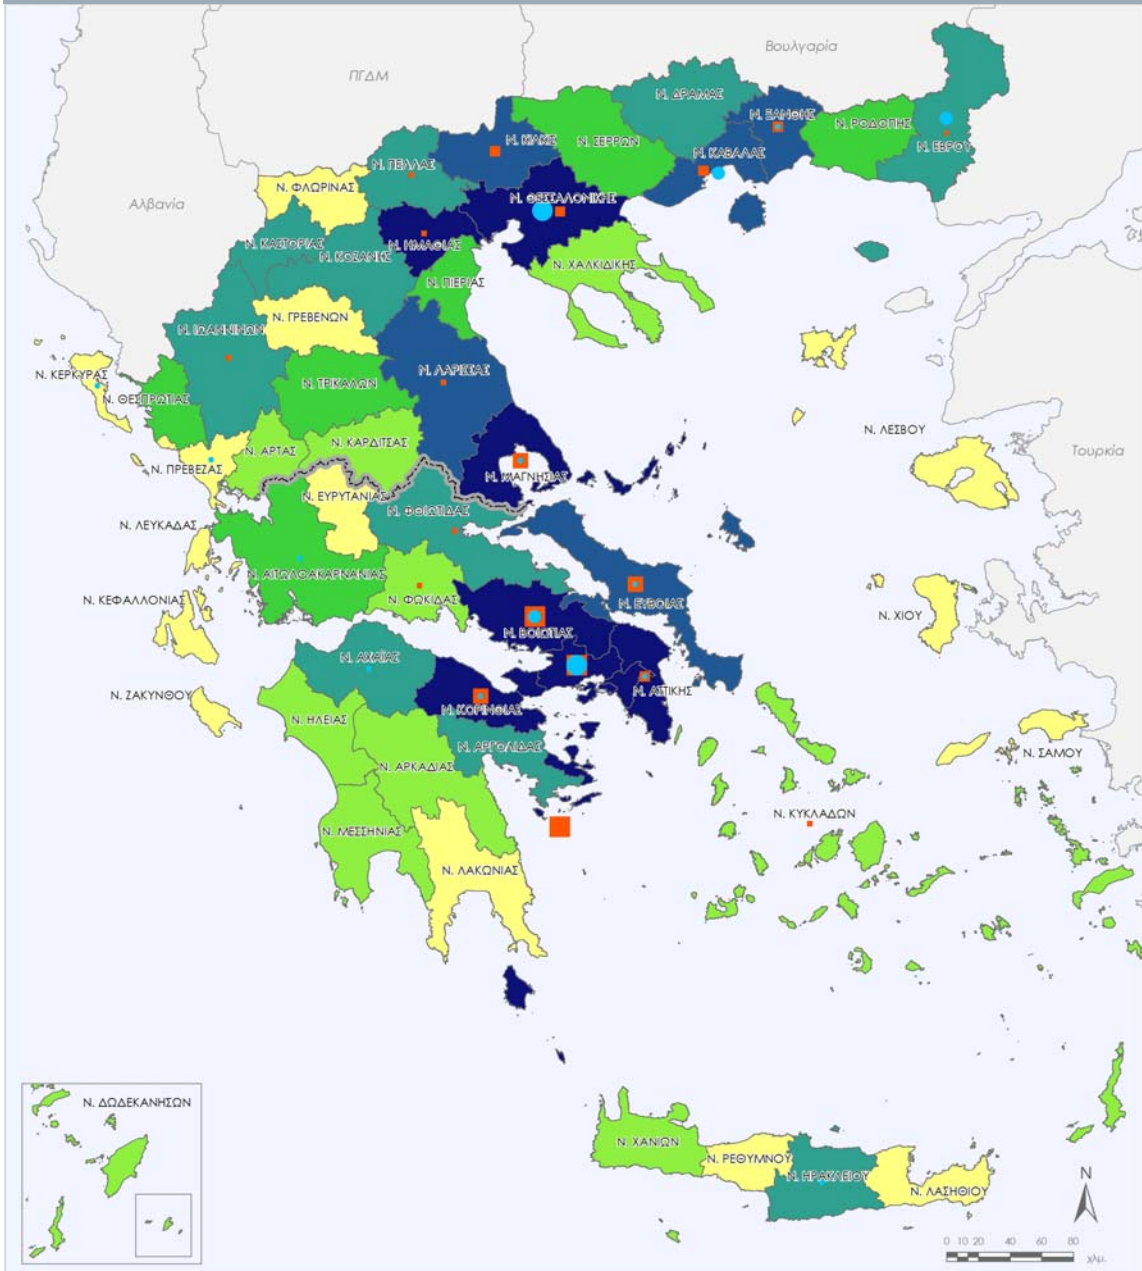 Βουλγαρία
ΠΓΔΜ
Ν. ΔΡΑΜΑΣ
Ν. ΞΑΝΘΗΣ
Ν. ΡΟΔΟΠΗΣ
Ν. ΚΙΛΚΙΣ
Ν. ΣΕΡΡΩΝ
Ν. ΕΒΡΟΥ
Ν. ΚΑΒΑΛΑΣ
Ν. ΠΕΛΛΑΣ
Ν. ΦΛΩΡΙΝΑΣ
Ν. ΘΕΣΣΑΛΟΝΙΚΗΣ
Αλβανία
Ν. ΚΑΣΤΟΡΙΑΣ
Ν. ΗΜΑΘΙΑΣ
Ν. ΚΟΖΑΝΗΣ
Ν. ΧΑΛΚΙΔΙΚΗΣ
Ν. ΠΙΕΡΙΑΣ
Ν. ΓΡΕΒΕΝΩΝ
Ν. ΙΩΑΝΝΙΝΩΝ
Ν. ΛΑΡΙΣΣΑΣ
Ν. ΚΕΡΚΥΡΑΣ
Ν. ΤΡΙΚΑΛΩΝ
Ν. ΘΕΣΠΡΩΤΙΑΣ
Ν. ΛΕΣΒΟΥ
Ν. ΚΑΡΔΙΤΣΑΣ
Ν. ΑΡΤΑΣ
Τουρκία
Ν. ΠΡΕΒΕΖΑΣ
Ν. ΜΑΓΝΗΣΙΑΣ
Ν. ΕΥΡΥΤΑΝΙΑΣ
Ν. ΦΘΙΩΤΙΔΑΣ
Ν. ΛΕΥΚΑΔΑΣ
Ν. ΑΙΤΩΛΟΑΚΑΡΝΑΝΙΑΣ
Ν. ΚΕΦΑΛΛΟΝΙΑΣ
Ν. ΦΩΚΙΔΑΣ
Ν. ΕΥΒΟΙΑΣ
Ν. ΧΙΟΥ
Ν. ΒΟΙΩΤΙΑΣ
Ν. ΑΧΑΪΑΣ
Ν. ΖΑΚΥΝΘΟΥ
Ν. ΑΤΤΙΚΗΣ
Ν. ΚΟΡΙΝΘΙΑΣ
Ν. ΗΛΕΙΑΣ
Ν. ΑΡΓΟΛΙΔΑΣ
Ν. ΣΑΜΟΥ
Ν. ΑΡΚΑΔΙΑΣ
Ν. ΚΥΚΛΑΔΩΝ
Ν. ΜΕΣΣΗΝΙΑΣ
Ν. ΛΑΚΩΝΙΑΣ
Ν. ΔΩΔΕΚΑΝΗΣΩΝ
Ν. ΧΑΝΙΩΝ
Ν. ΡΕΘΥΜΝΟΥ
Ν. ΗΡΑΚΛΕΙΟΥ
Ν. ΛΑΣΗΘΙΟΥ
N
0 10 20 40 60 80
χλμ.